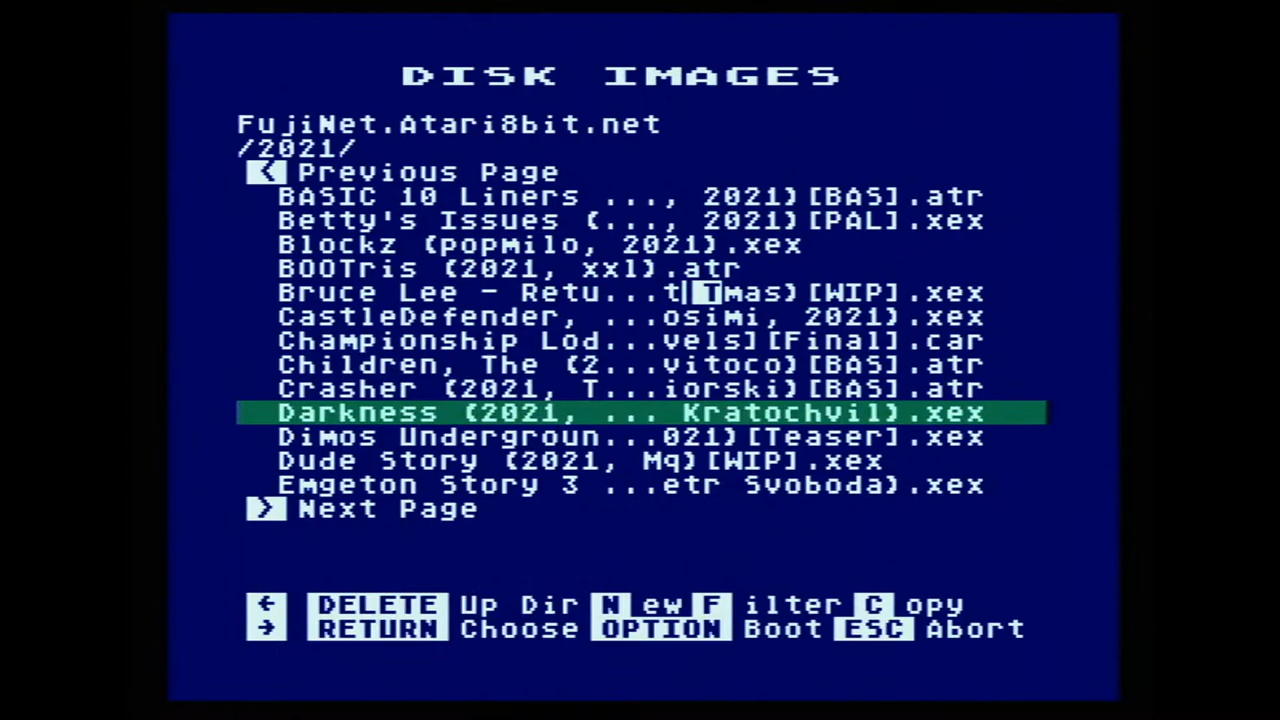 DISK IMAGES
FujiNet.Atari8bit.net
/2021/
< Previous Page
BASIC 10 Liners ..., 2021)[BAS].atr
Betty's Issues (..., 2021)[PAL].xex
Blockz (popmilo, 2021).xex
BOOTris (2021, xxl).atr
Bruce Lee - Retu...t Tmas)[WIP].xex
CastleDefender, ...osimi, 2021).xex
Championship Lod...vels][Final].car
Children, The (2...vitoco)[BAS].atr
Crasher (2021, T...iorski)[BAS].atr
Darkness (2021, ... Kratochvil).xex
Dimos Undergroun...021)[Teaser].xex
Dude Story (2021, Mq)[WIP].xex
Emgeton Story 3 ...etr Svoboda).xex
> Next Page
← DELETE Up Dir New Filter Copy
→ RETURN Choose OPTION Boot ESC Abort